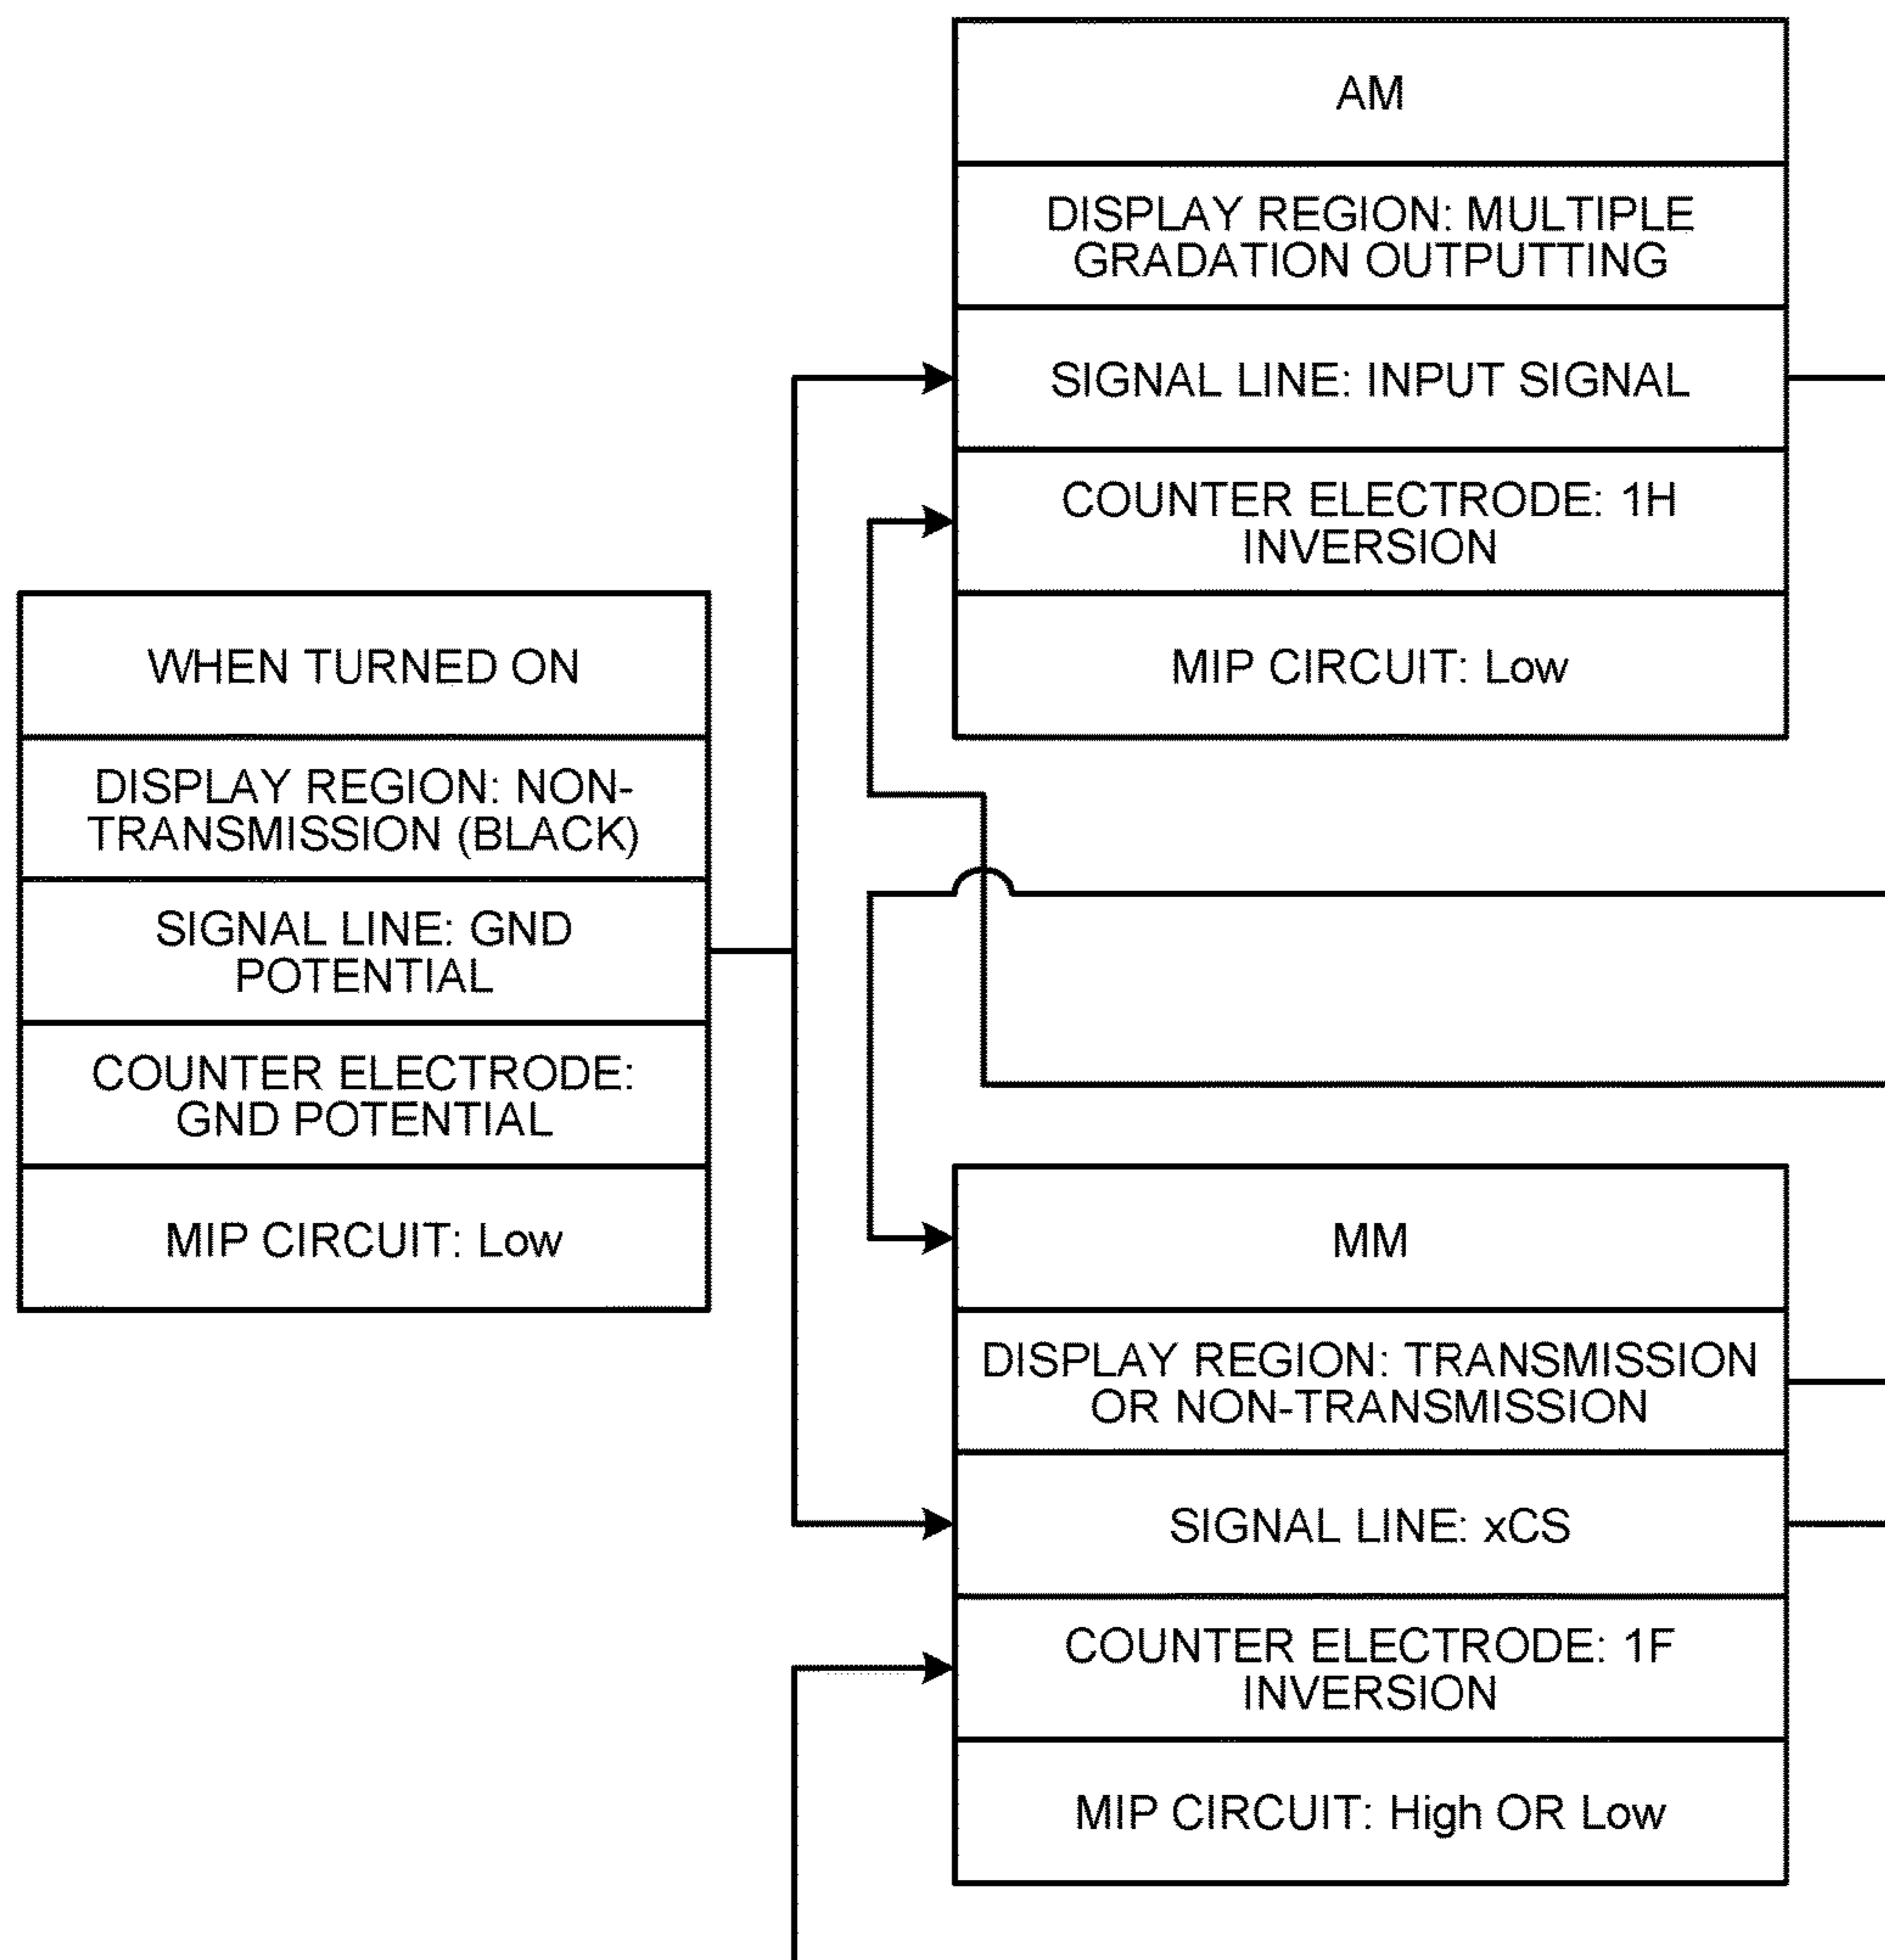 WHEN TURNED ON
DISPLAY REGION: NON-
TRANSMISSION (BLACK)
SIGNAL LINE: GND
POTENTIAL
COUNTER ELECTRODE:
GND POTENTIAL
MIP CIRCUIT: Low
AM
DISPLAY REGION: MULTIPLE
GRADATION OUTPUTTING
SIGNAL LINE: INPUT SIGNAL
COUNTER ELECTRODE: 1H
INVERSION
MIP CIRCUIT: Low
MM
DISPLAY REGION: TRANSMISSION
OR NON-TRANSMISSION
SIGNAL LINE: xCS
COUNTER ELECTRODE: 1F
INVERSION
MIP CIRCUIT: High OR Low